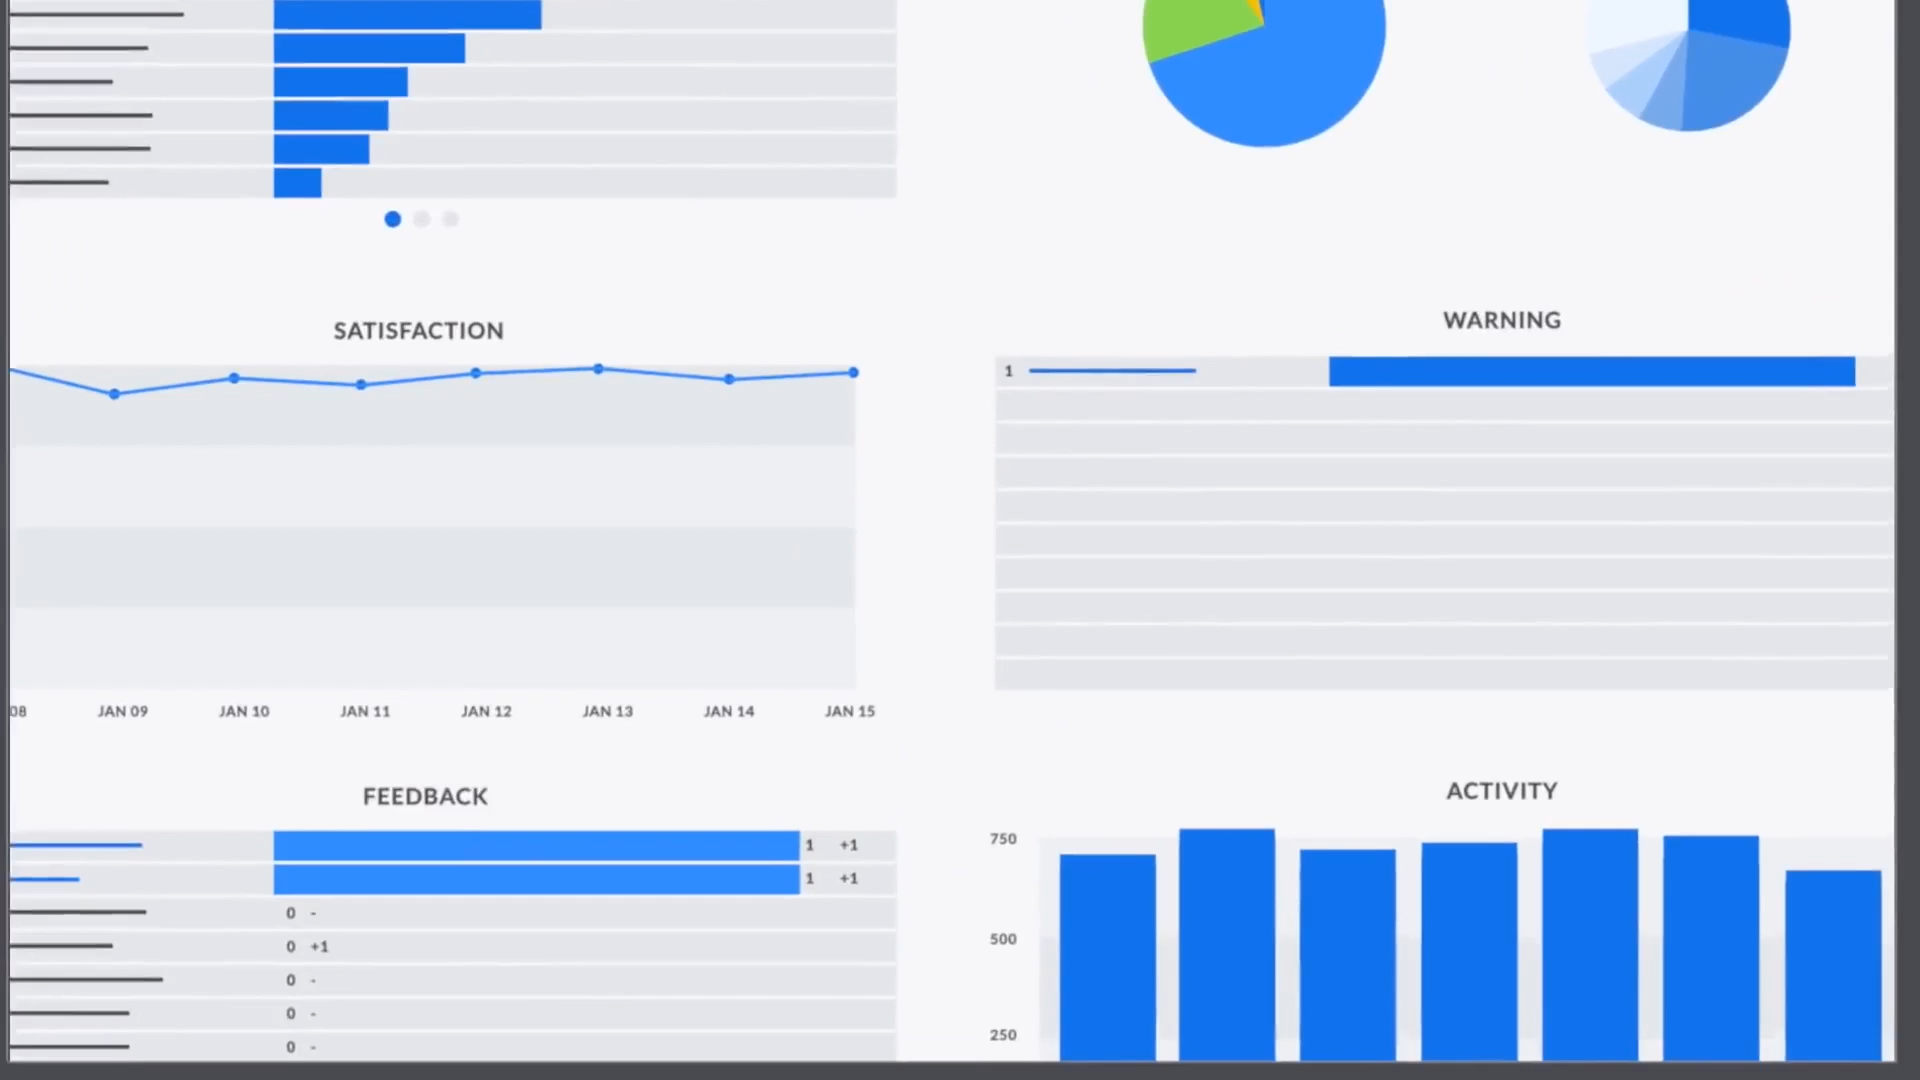 SATISFACTION
08 JAN 09 JAN 10 JAN 11 JAN 12 JAN 13 JAN 14 JAN 15
WARNING
1
FEEDBACK
1 +1
1 +1
0 -
0 +1
0 -
0 -
0 -
ACTIVITY
750
500
250